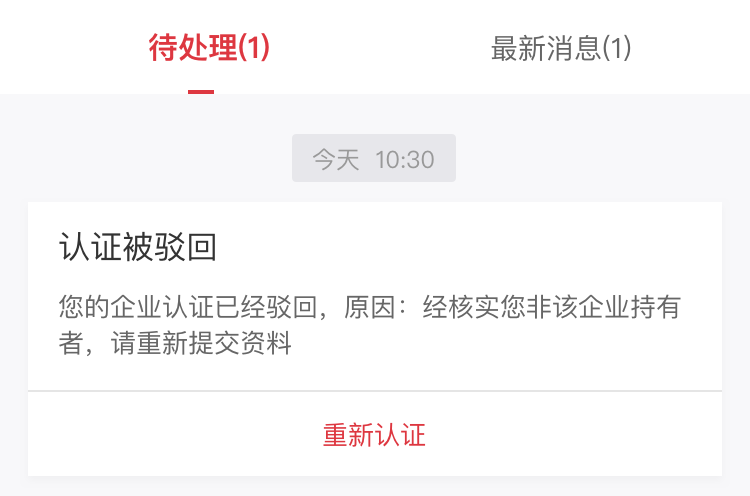 待处理(1)
最新消息(1)
今天 10:30
认证被驳回
您的企业认证已经驳回，原因：经核实您非该企业持有
者，请重新提交资料
重新认证